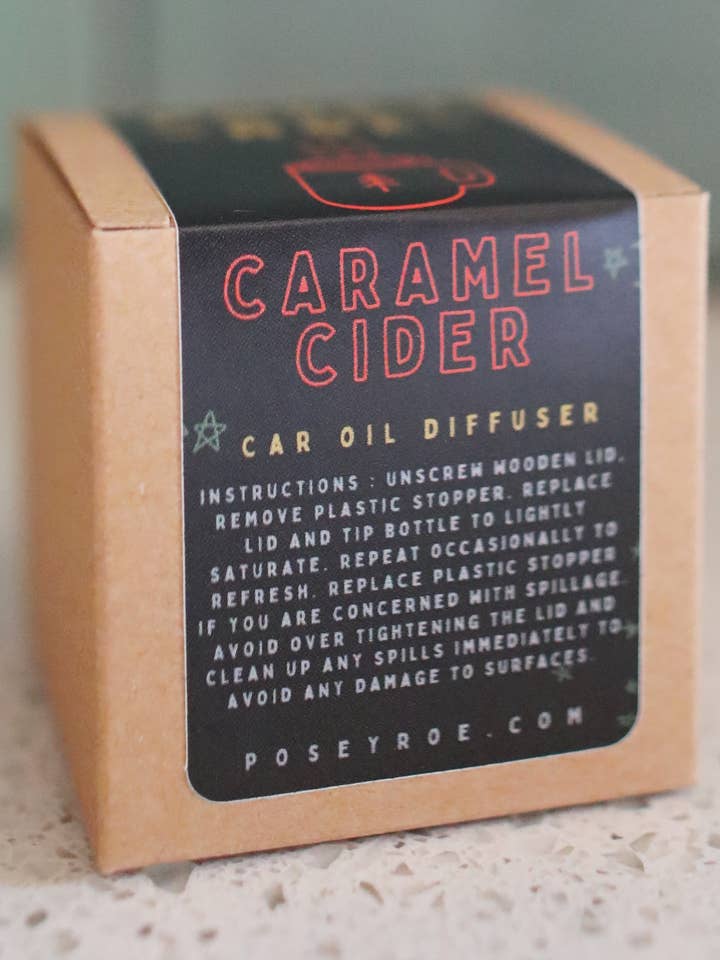 CARAMEL
CIDER
CAR OIL DIFFUSER
INSTRUCTIONS : UNSCREW WOODEN LID.
REMOVE PLASTIC STOPPER. REPLACE
LID AND TIP BOTTLE TO LIGHTLY
SATURATE. REPEAT OCCASIONALLY TO
REFRESH. REPLACE PLASTIC STOPPER
IF YOU ARE CONCERNED WITH SPILLAGE.
AVOID OVER TIGHTENING THE LID AND
CLEAN UP ANY SPILLS IMMEDIATELY TO
AVOID ANY DAMAGE TO SURFACES.
POSEYROE.COM